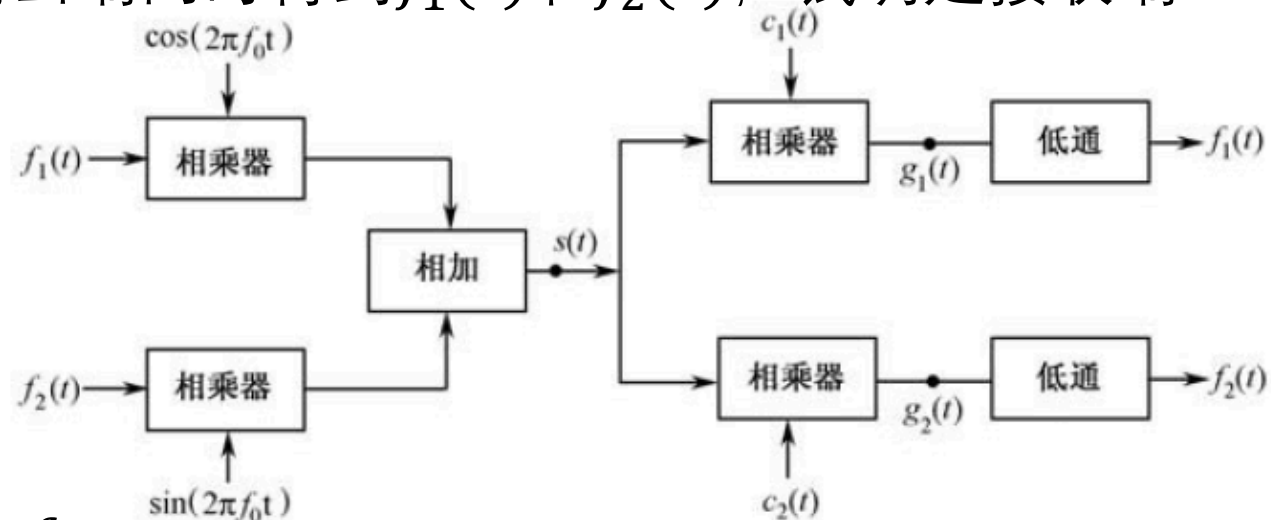 cos(2πf₀t)
c₁(t)
f₁(t)
相乘器
相乘器
g₁(t)
低通
f₁(t)
相加
s(t)
f₂(t)
相乘器
相乘器
g₂(t)
低通
f₂(t)
sin(2πf₀t)
c₂(t)